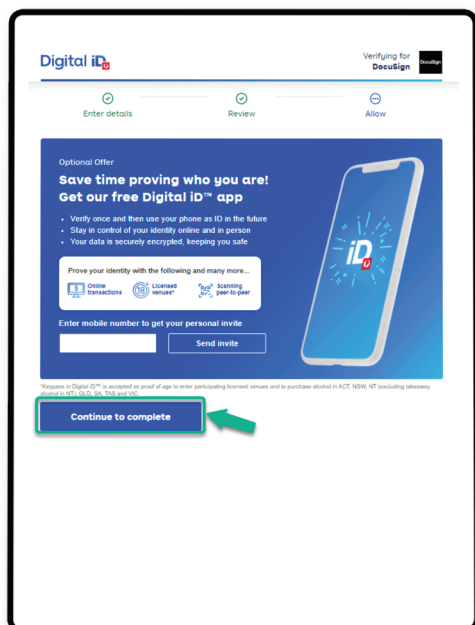 Digital iD
Verifying for
DocuSign
DocuSign
Enter details
Review
Allow
Optional Offer
Save time proving who you are!
Get our free Digital iD™ app
• Verify once and then use your phone as ID in the future
• Stay in control of your identity online and in person
• Your data is securely encrypted, keeping you safe
Prove your identity with the following and many more...
Online
transactions
18
Licensed
venues*
Scanning
peer-to-peer
Enter mobile number to get your personal invite
Send invite
iD
*Keypass in Digital iD™ is accepted as proof of age to enter participating licensed venues and to purchase alcohol in ACT, NSW, NT (excluding takeaway
alcohol in NT), QLD, SA, TAS and VIC.
Continue to complete